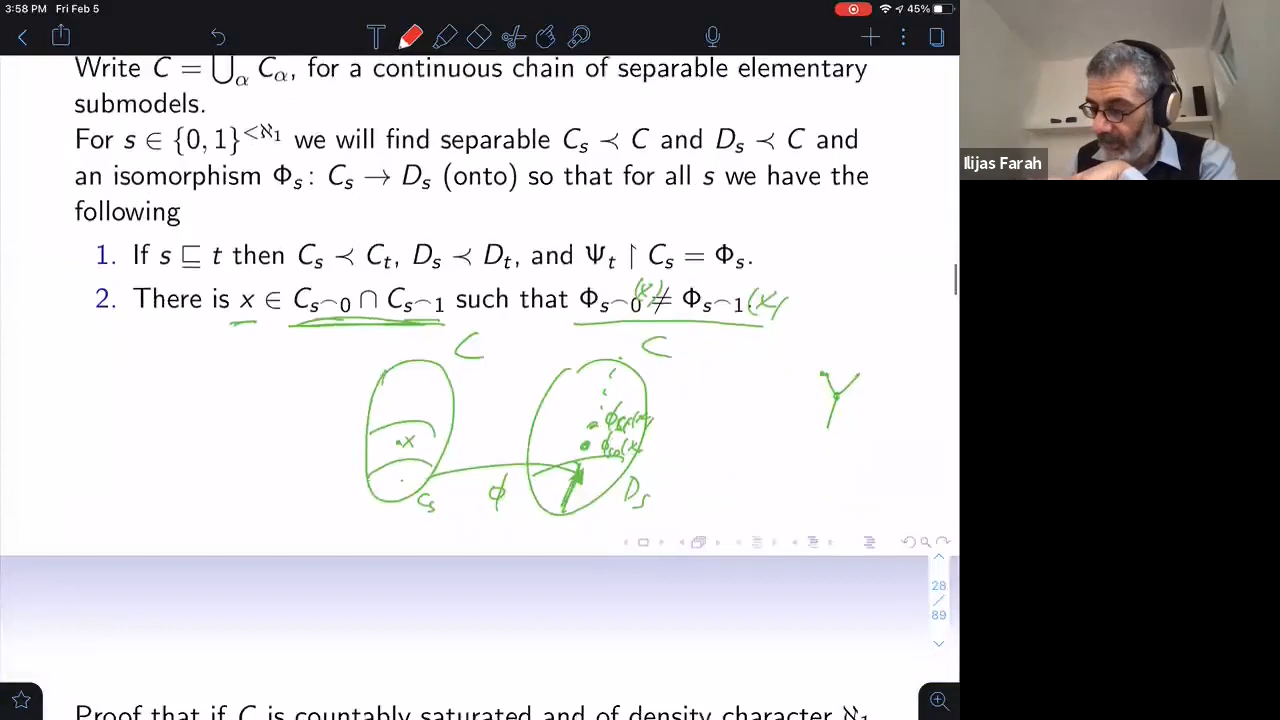 3:58 PM Fri Feb 5
45%
Write C = ⋃_α C_α, for a continuous chain of separable elementary
submodels.
For s ∈ {0, 1}^{<ℵ₁} we will find separable C_s ≺ C and D_s ≺ C and
an isomorphism Φ_s: C_s → D_s (onto) so that for all s we have the
following
1. If s ⊑ t then C_s ≺ C_t, D_s ≺ D_t, and Ψ_t ↾ C_s = Φ_s.
2. There is x ∈ C_{s⌢0} ∩ C_{s⌢1} such that Φ_{s⌢0}(x) ≠ Φ_{s⌢1}.(x)
C
C
x
C_s
ϕ
D_s
28
/
89
Proof that if C is countably saturated and of density character ℵ₁
Ilijas Farah